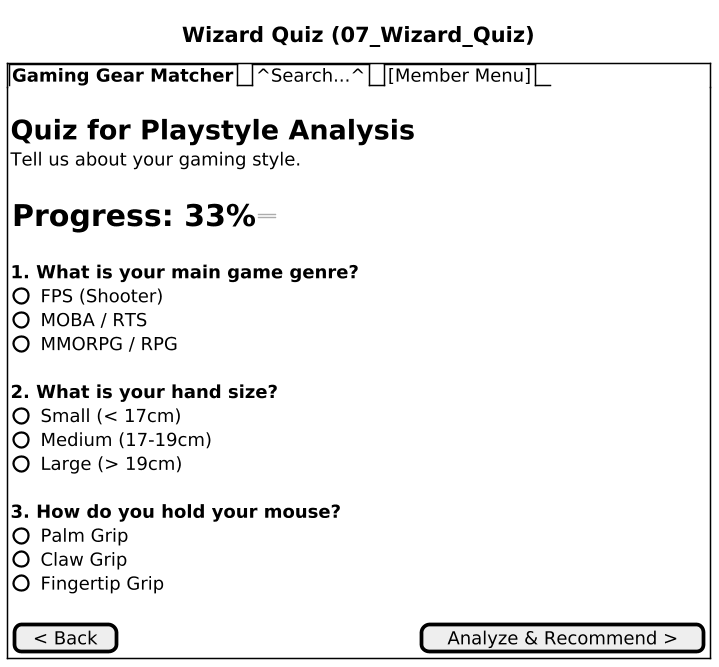 Wizard Quiz (07_Wizard_Quiz)
Gaming Gear Matcher ^Search...^ [Member Menu]
Quiz for Playstyle Analysis
Tell us about your gaming style.
Progress: 33%
1. What is your main game genre?
FPS (Shooter)
MOBA / RTS
MMORPG / RPG
2. What is your hand size?
Small (< 17cm)
Medium (17-19cm)
Large (> 19cm)
3. How do you hold your mouse?
Palm Grip
Claw Grip
Fingertip Grip
< Back Analyze & Recommend >